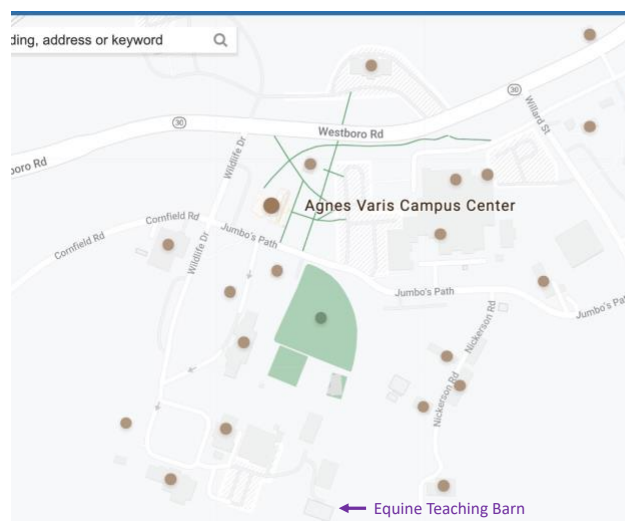 ding, address or keyword
30
30
Westboro Rd
Willard St
boro Rd
Wildlife Dr
Agnes Varis Campus Center
Cornfield Rd
Jumbo's Path
Cornfield Rd
Wildlife Dr
Jumbo's Path
Jumbo's Pat
Nickerson Rd
Nickerson Rd
Equine Teaching Barn